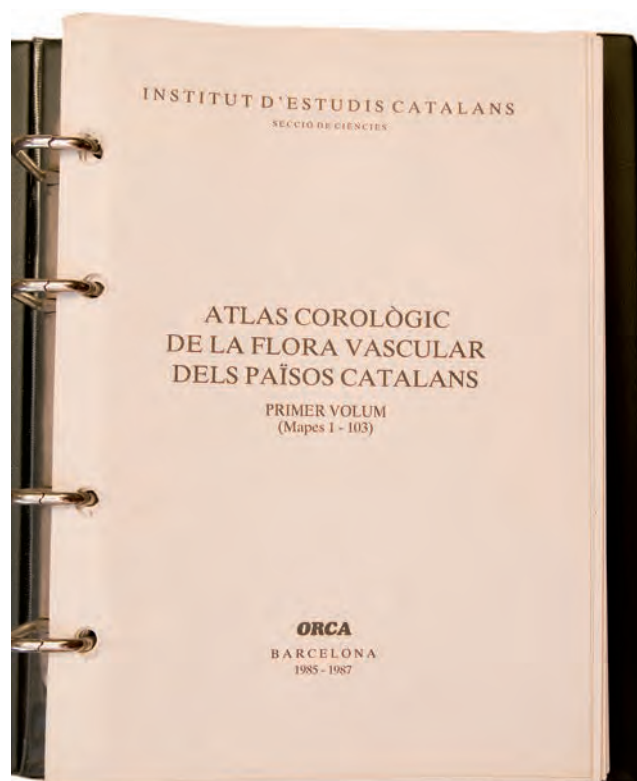 INSTITUT D'ESTUDIS CATALANS
SECCIÓ DE CIÈNCIES
ATLAS COROLÒGIC
DE LA FLORA VASCULAR
DELS PAÏSOS CATALANS
PRIMER VOLUM
(Mapes 1 - 103)
ORCA
BARCELONA
1985 - 1987